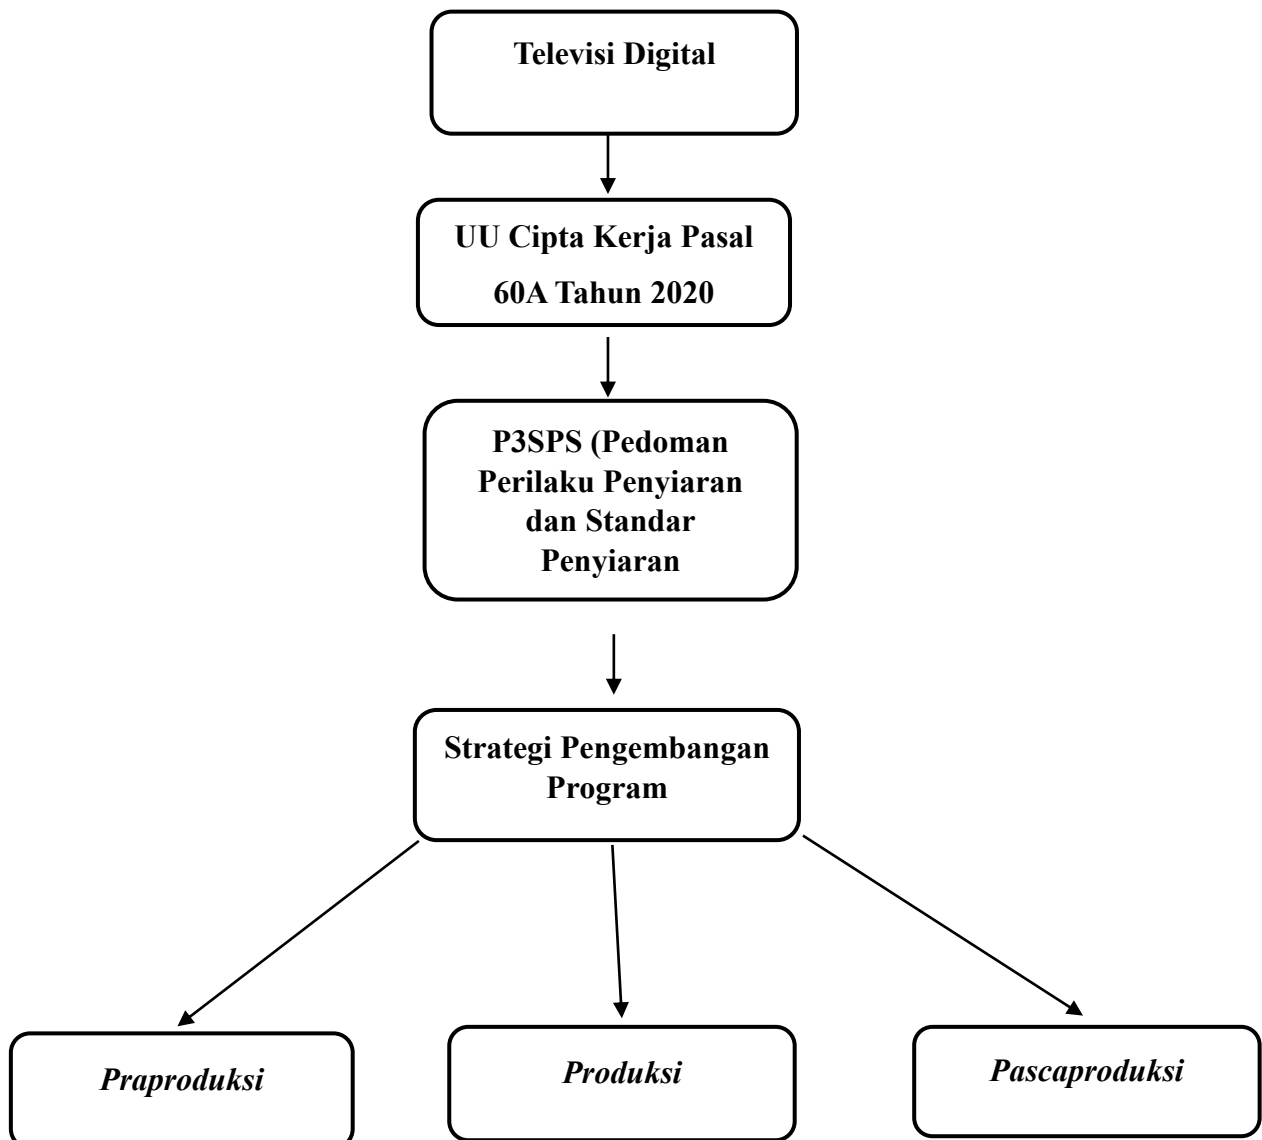 Televisi Digital
UU Cipta Kerja Pasal
60A Tahun 2020
P3SPS (Pedoman
Perilaku Penyiaran
dan Standar
Penyiaran
Strategi Pengembangan
Program
Praproduksi
Produksi
Pascaproduksi